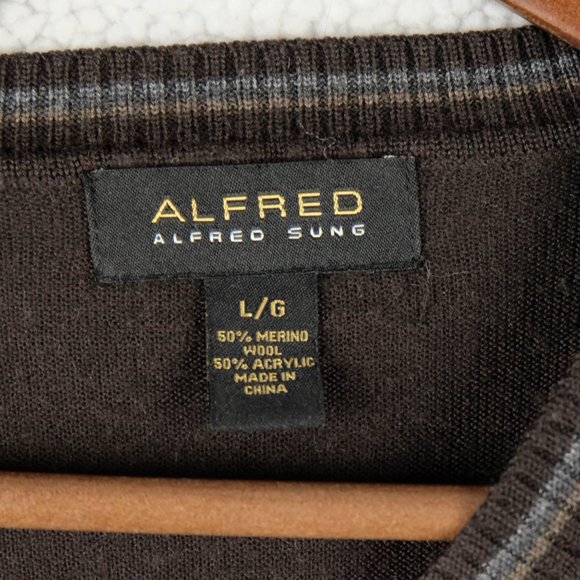 ALFRED
ALFRED SUNG
L/G
50% MERINO
WOOL
50% ACRYLIC
MADE IN
CHINA